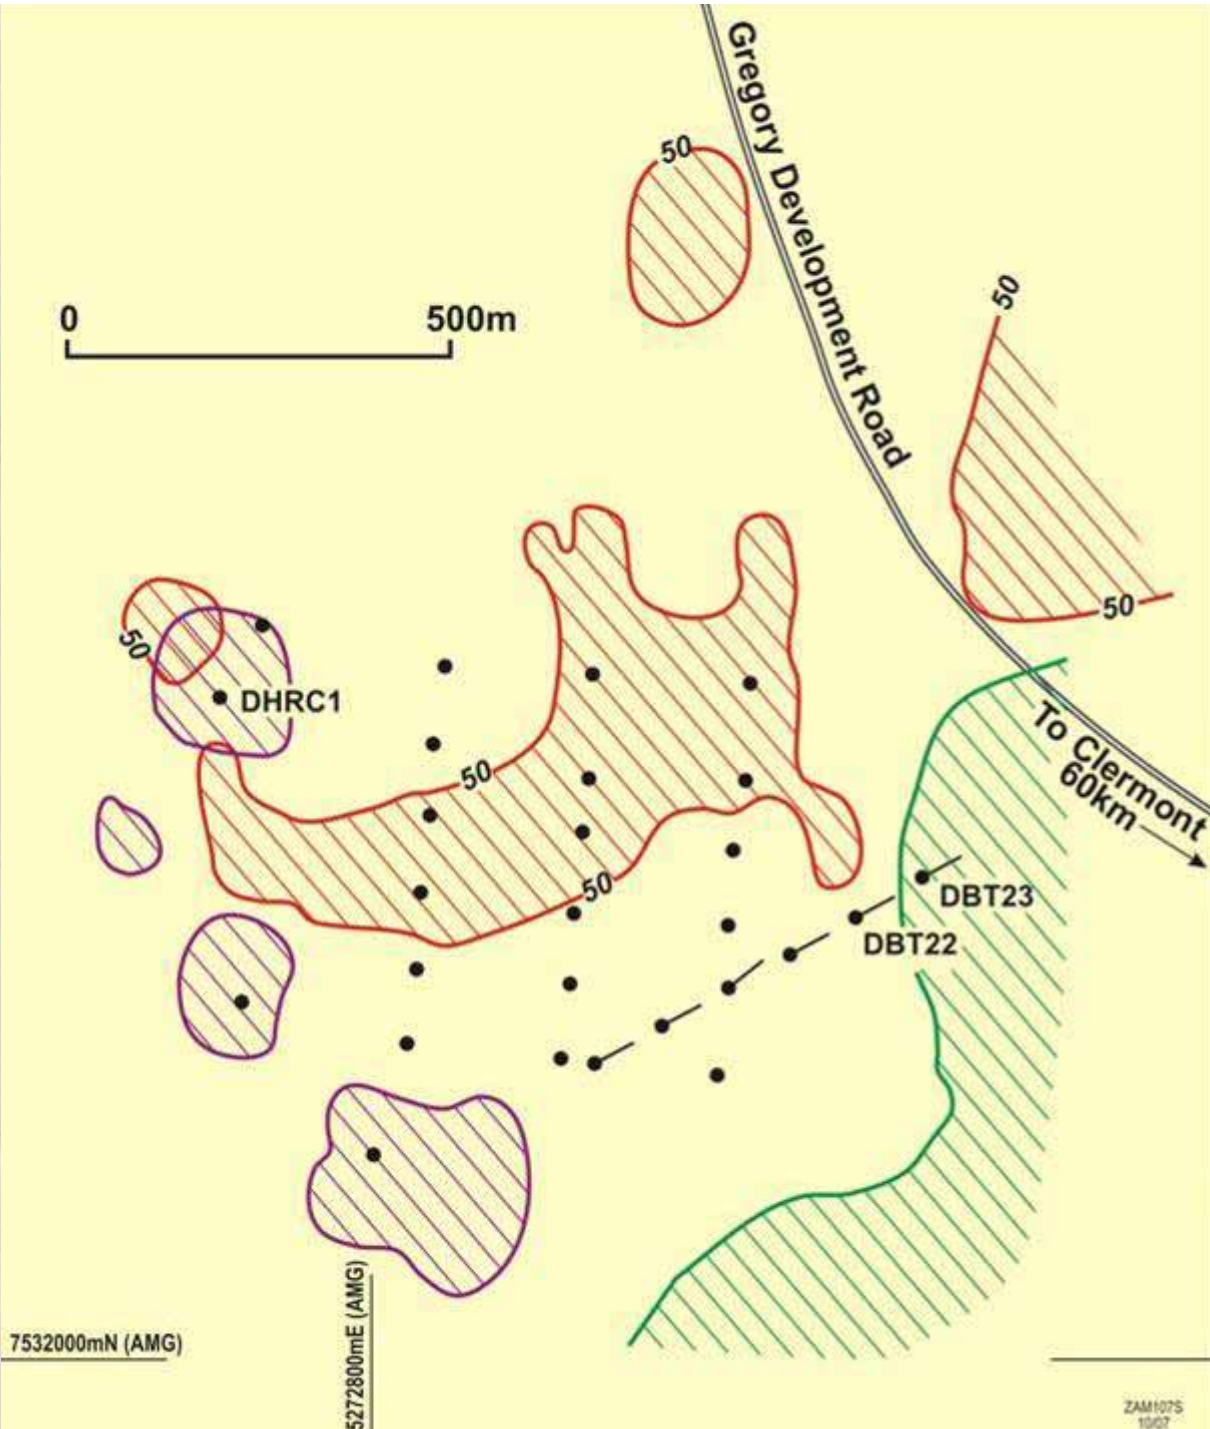 Gregory Development Road
50
0 500m
50
50
50
DHRC1
50
To Clermont
60km
50
DBT23
DBT22
5272800mE (AMG)
7532000mN (AMG)
ZAM107S
10/07